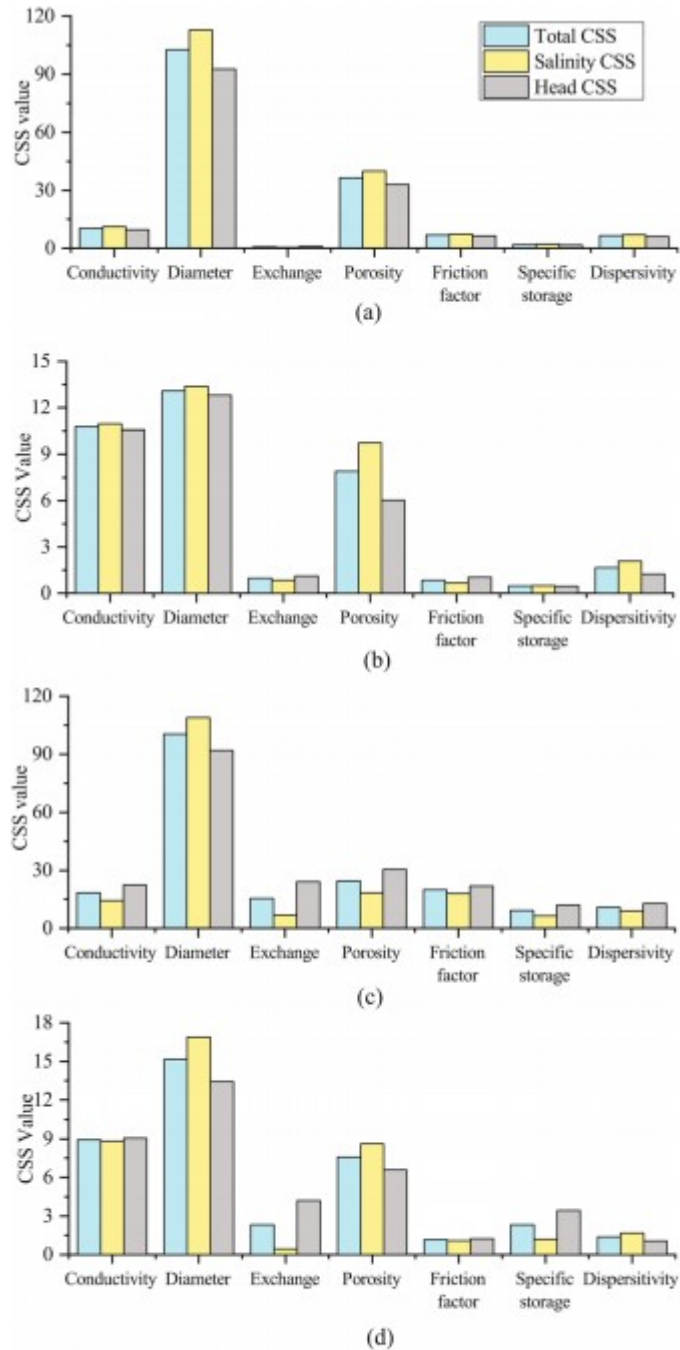 120
90
60
30
0
CSS value
Total CSS
Salinity CSS
Head CSS
Conductivity Diameter Exchange Porosity Friction factor Specific storage Dispersivity
(a)
15
12
9
6
3
0
CSS Value
Conductivity Diameter Exchange Porosity Friction factor Specific storage Dispersitivity
(b)
120
90
60
30
0
CSS value
Conductivity Diameter Exchange Porosity Friction factor Specific storage Dispersivity
(c)
18
15
12
9
6
3
0
CSS Value
Conductivity Diameter Exchange Porosity Friction factor Specific storage Dispersitivity
(d)